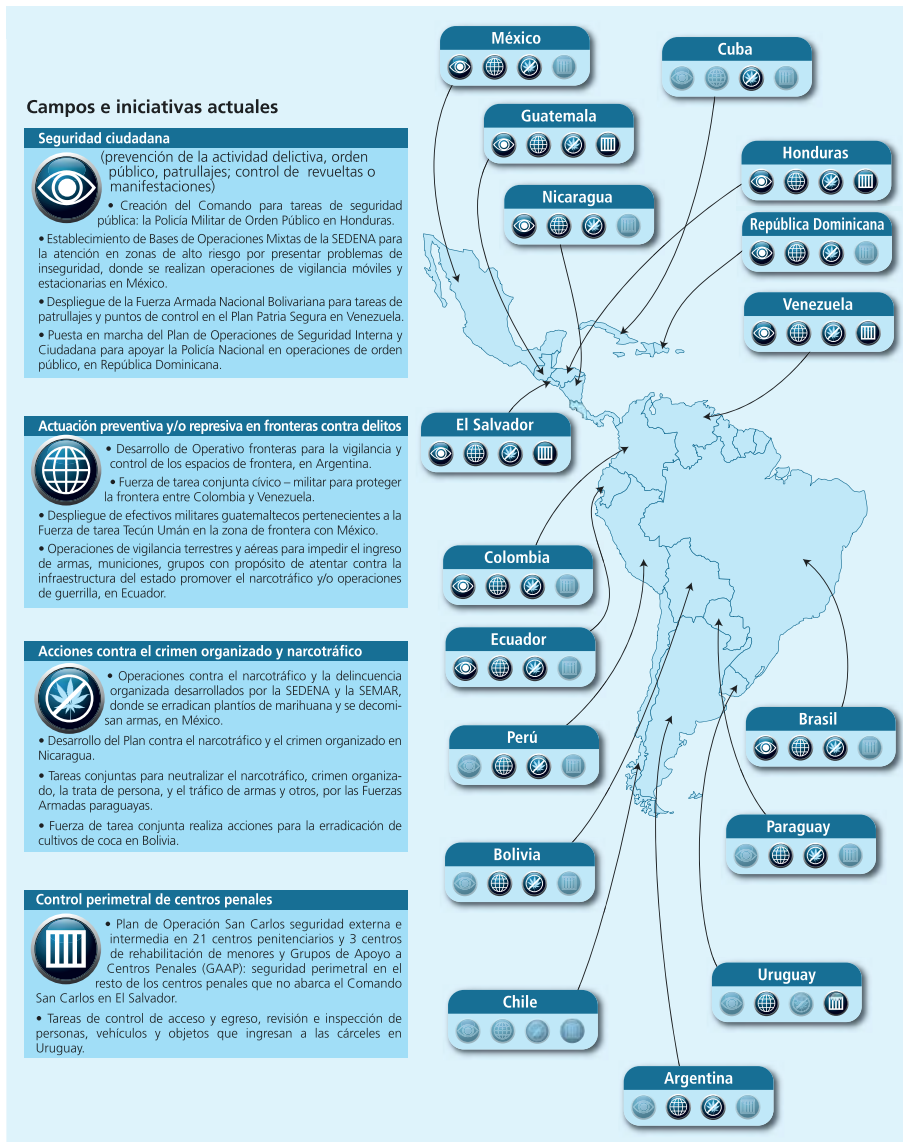 Campos e iniciativas actuales
Seguridad ciudadana
(prevención de la actividad delictiva, orden
público, patrullajes; control de revueltas o
manifestaciones)
• Creación del Comando para tareas de seguridad
pública: la Policía Militar de Orden Público en Honduras.
• Establecimiento de Bases de Operaciones Mixtas de la SEDENA para
la atención en zonas de alto riesgo por presentar problemas de
inseguridad, donde se realizan operaciones de vigilancia móviles y
estacionarias en México.
• Despliegue de la Fuerza Armada Nacional Bolivariana para tareas de
patrullajes y puntos de control en el Plan Patria Segura en Venezuela.
• Puesta en marcha del Plan de Operaciones de Seguridad Interna y
Ciudadana para apoyar la Policía Nacional en operaciones de orden
público, en República Dominicana.
Actuación preventiva y/o represiva en fronteras contra delitos
• Desarrollo de Operativo fronteras para la vigilancia y
control de los espacios de frontera, en Argentina.
• Fuerza de tarea conjunta cívico – militar para proteger
la frontera entre Colombia y Venezuela.
• Despliegue de efectivos militares guatemaltecos pertenecientes a la
Fuerza de tarea Tecún Umán en la zona de frontera con México.
• Operaciones de vigilancia terrestres y aéreas para impedir el ingreso
de armas, municiones, grupos con propósito de atentar contra la
infraestructura del estado promover el narcotráfico y/o operaciones
de guerrilla, en Ecuador.
Acciones contra el crimen organizado y narcotráfico
• Operaciones contra el narcotráfico y la delincuencia
organizada desarrollados por la SEDENA y la SEMAR,
donde se erradican plantíos de marihuana y se decomi-
san armas, en México.
• Desarrollo del Plan contra el narcotráfico y el crimen organizado en
Nicaragua.
• Tareas conjuntas para neutralizar el narcotráfico, crimen organiza-
do, la trata de persona, y el tráfico de armas y otros, por las Fuerzas
Armadas paraguayas.
• Fuerza de tarea conjunta realiza acciones para la erradicación de
cultivos de coca en Bolivia.
Control perimetral de centros penales
• Plan de Operación San Carlos seguridad externa e
intermedia en 21 centros penitenciarios y 3 centros
de rehabilitación de menores y Grupos de Apoyo a
Centros Penales (GAAP): seguridad perimetral en el
resto de los centros penales que no abarca el Comando
San Carlos en El Salvador.
• Tareas de control de acceso y egreso, revisión e inspección de
personas, vehículos y objetos que ingresan a las cárceles en
Uruguay.
México
Cuba
Guatemala
Honduras
Nicaragua
República Dominicana
Venezuela
El Salvador
Colombia
Ecuador
Perú
Brasil
Paraguay
Bolivia
Uruguay
Chile
Argentina